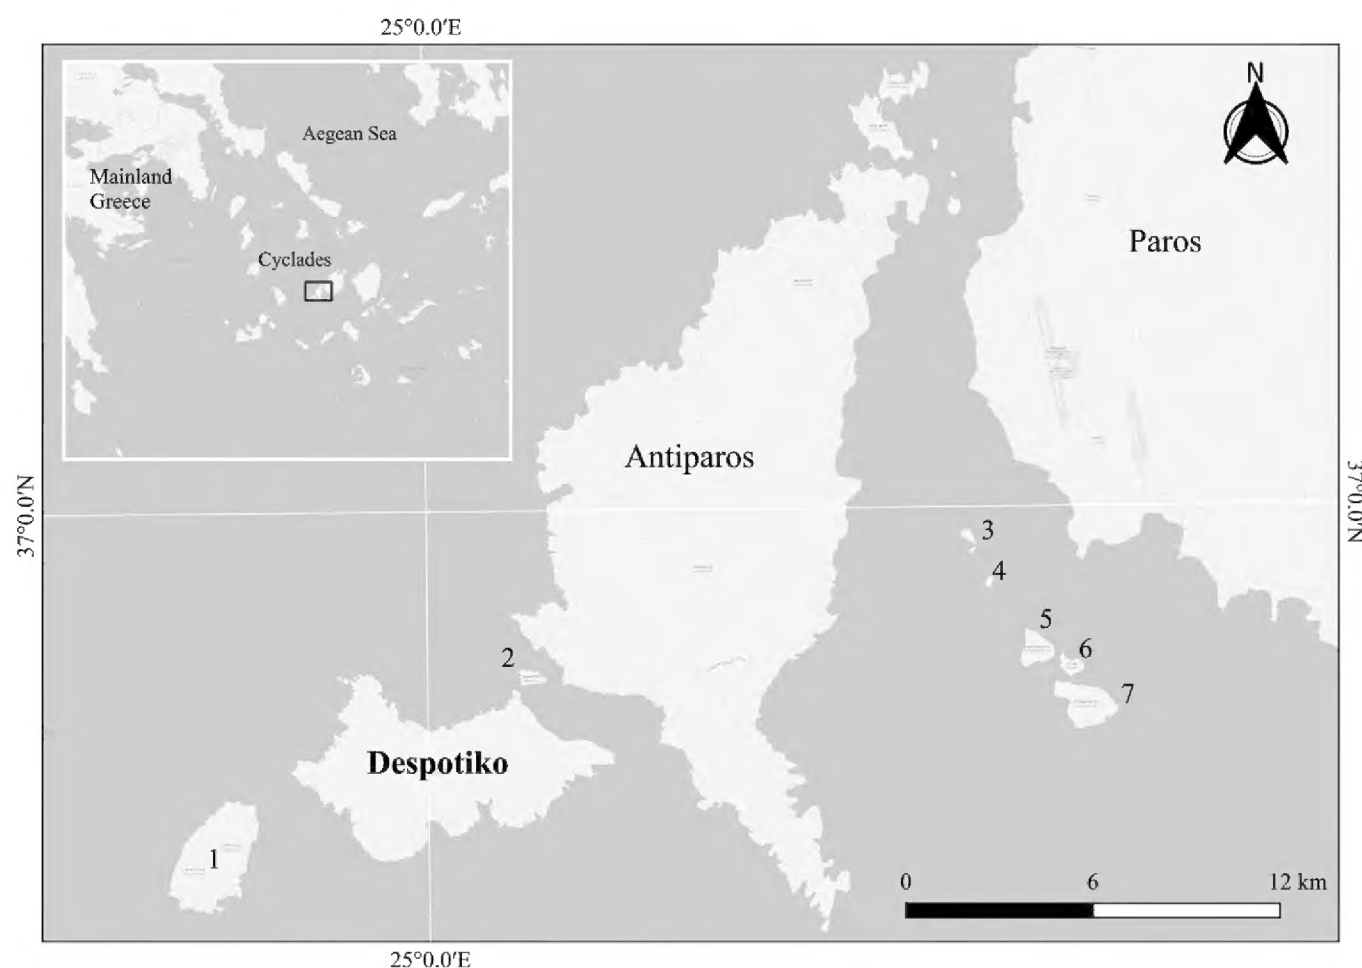 25°0.0'E
N
Aegean Sea
Mainland
Greece
Cyclades
Paros
Antiparos
37°0.0'N
37°0.0'N
3
4
5
6
7
2
Despotiko
1
0
6
12 km
25°0.0'E